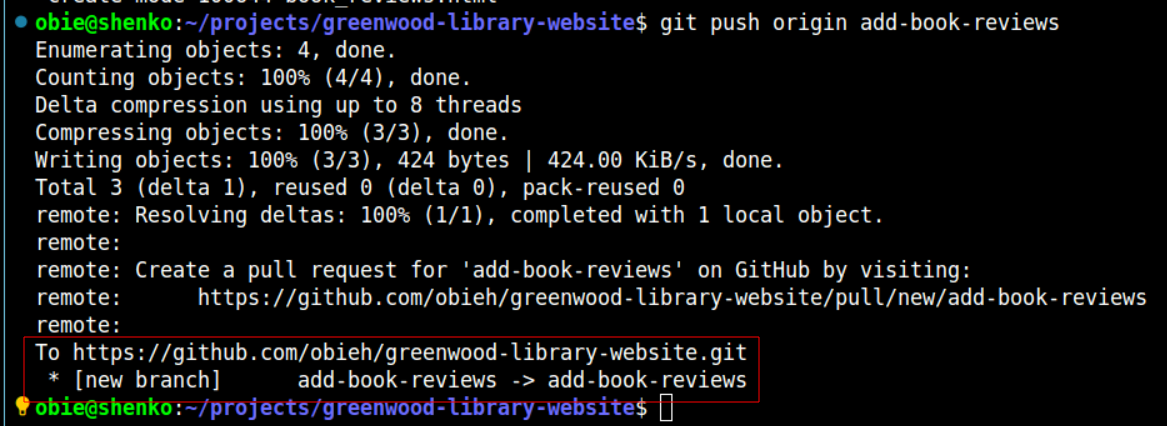 create mode 100644 book_reviews.html
obie@shenko:~/projects/greenwood-library-website$ git push origin add-book-reviews
Enumerating objects: 4, done.
Counting objects: 100% (4/4), done.
Delta compression using up to 8 threads
Compressing objects: 100% (3/3), done.
Writing objects: 100% (3/3), 424 bytes | 424.00 KiB/s, done.
Total 3 (delta 1), reused 0 (delta 0), pack-reused 0
remote: Resolving deltas: 100% (1/1), completed with 1 local object.
remote:
remote: Create a pull request for 'add-book-reviews' on GitHub by visiting:
remote:      https://github.com/obieh/greenwood-library-website/pull/new/add-book-reviews
remote:
To https://github.com/obieh/greenwood-library-website.git
 * [new branch]      add-book-reviews -> add-book-reviews
obie@shenko:~/projects/greenwood-library-website$